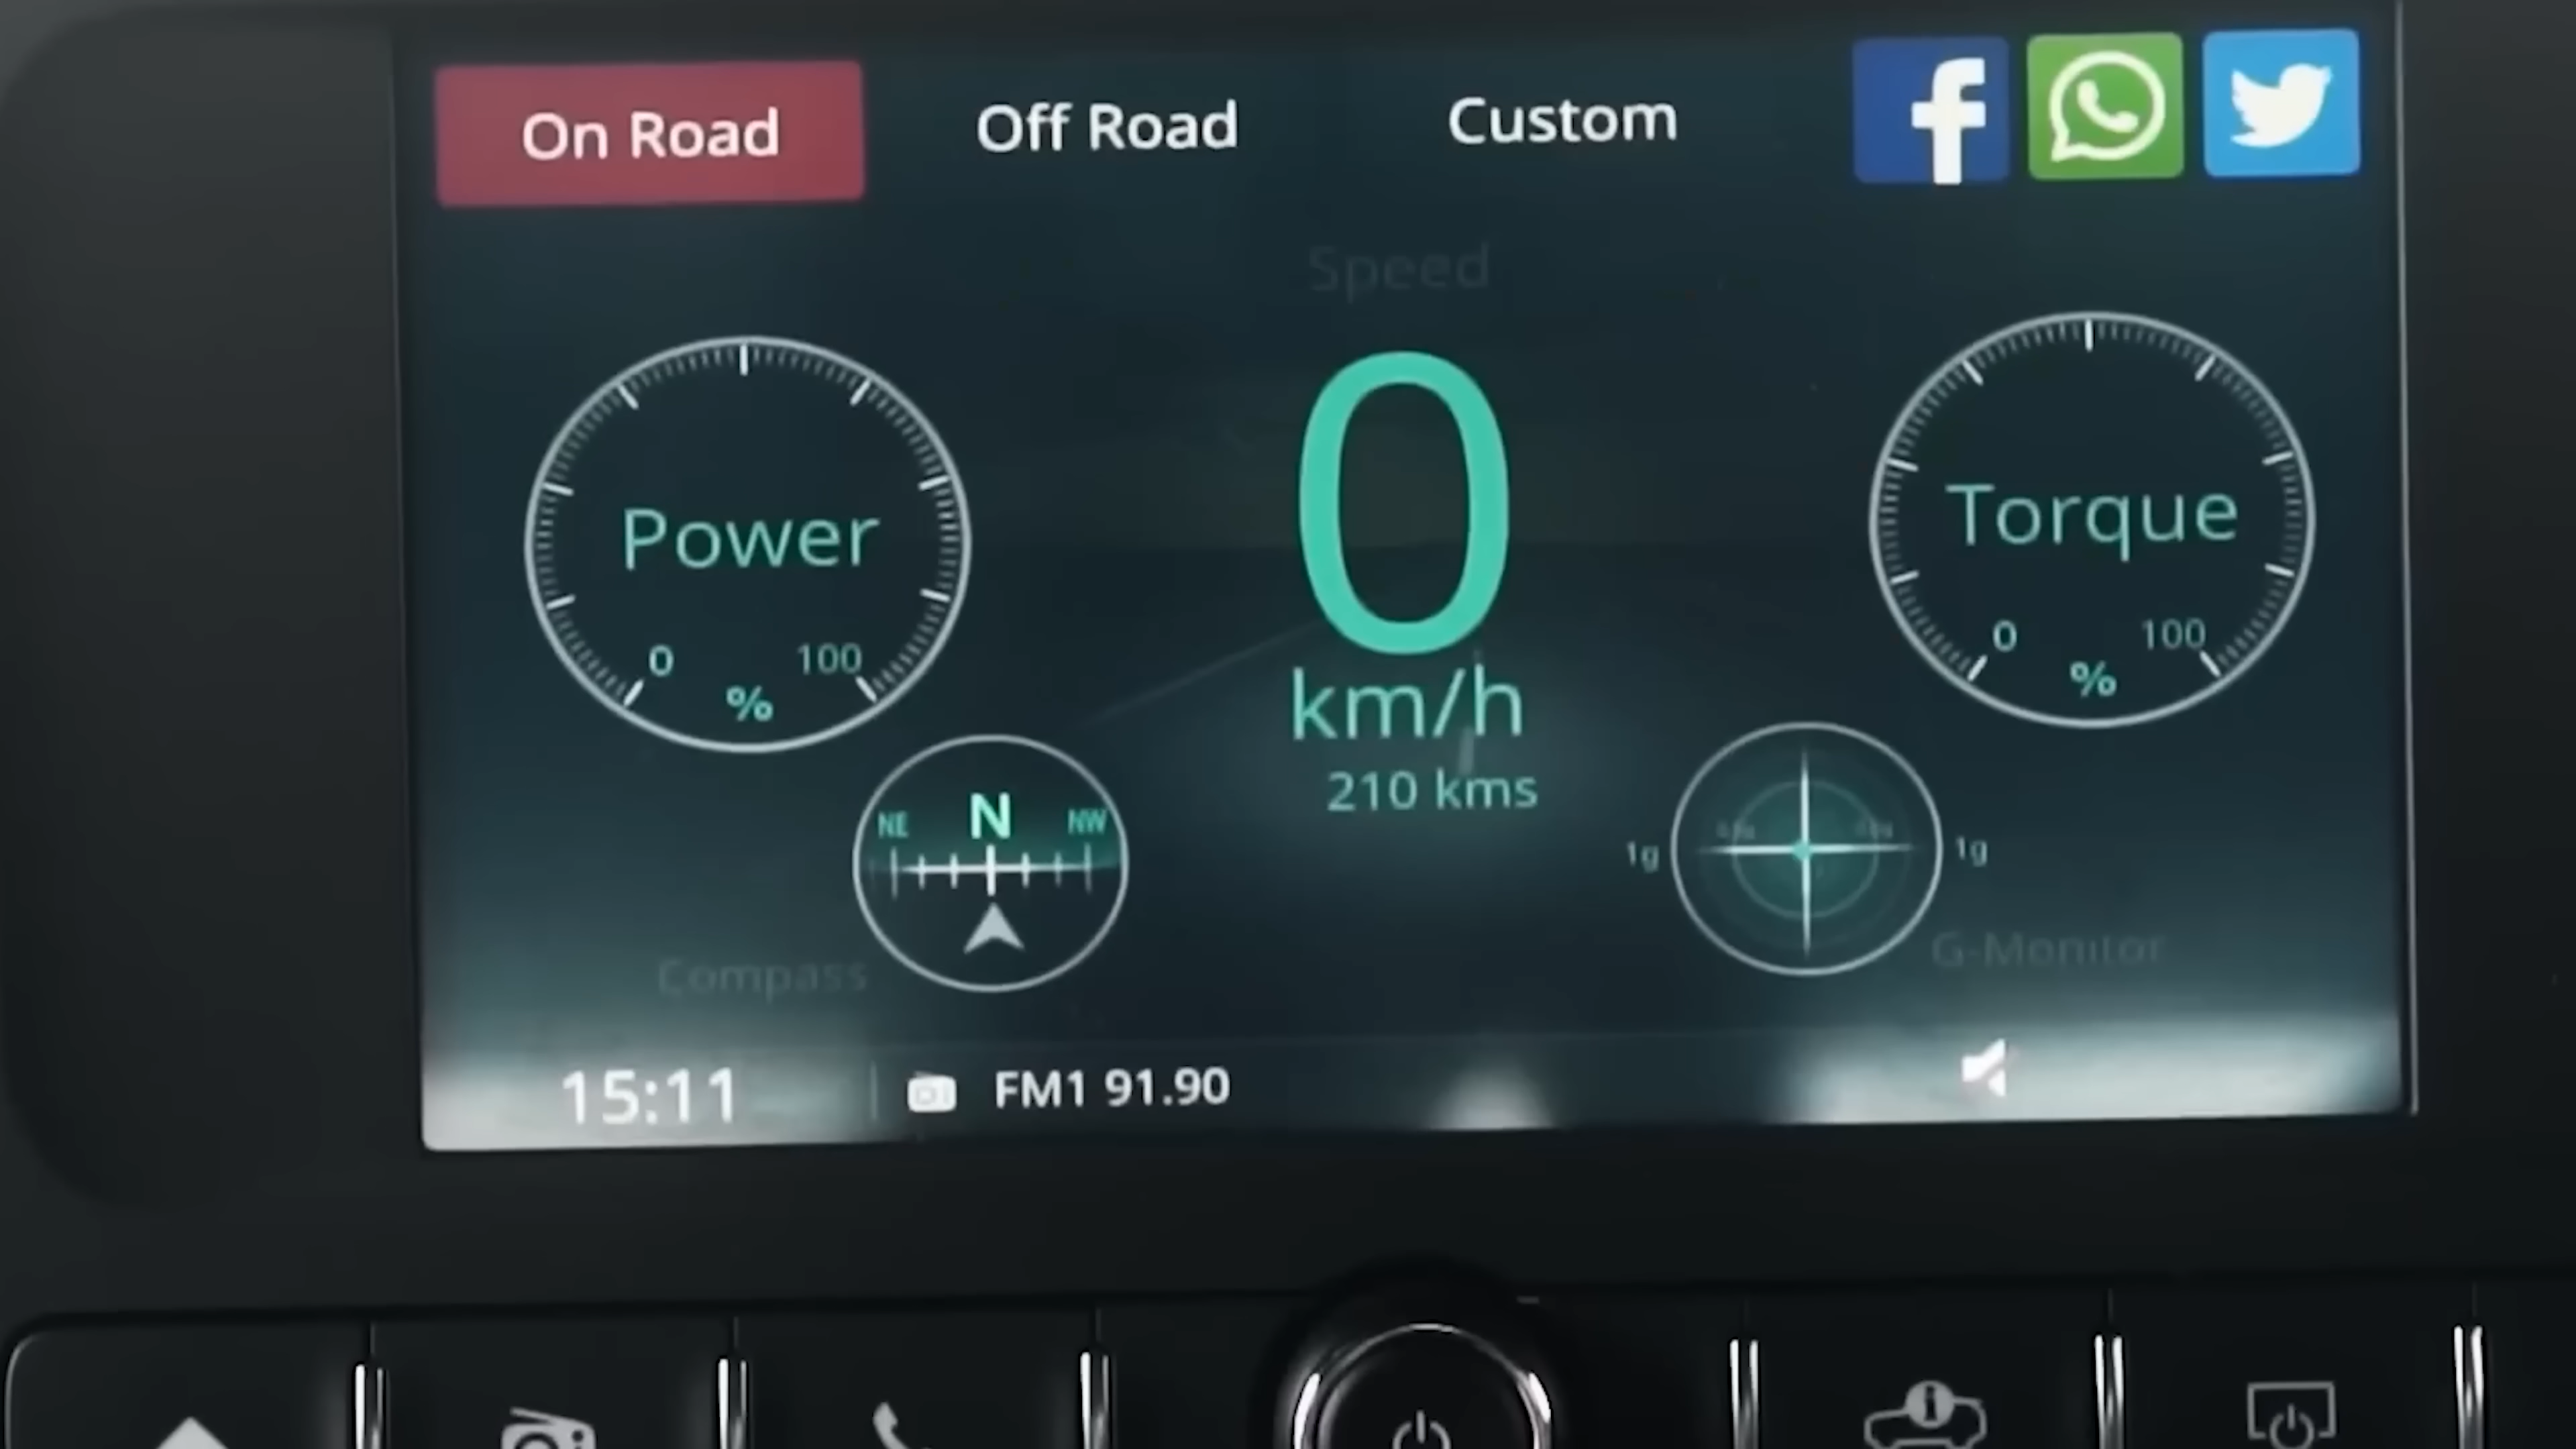 On Road
Off Road
Custom
Speed
Power
0
100
%
0
km/h
210 kms
Torque
0
100
%
NE
N
NW
Compass
1g
1g
G-Monitor
15:11
FM1 91.90